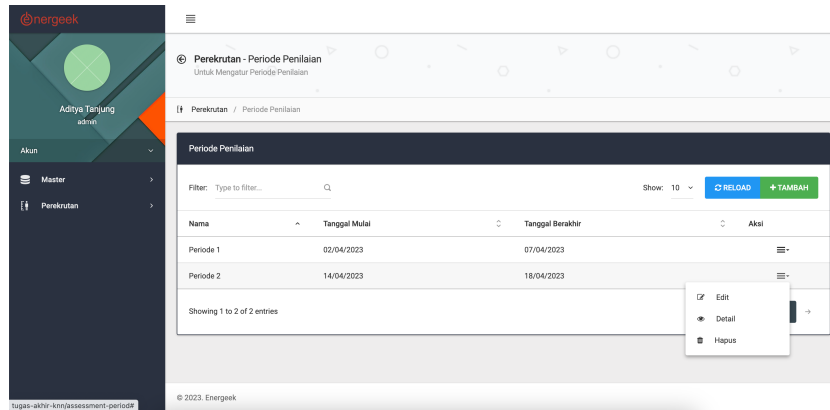 energeek
Aditya Tanjung
admin
Akun
Master
Perekrutan
Perekrutan - Periode Penilaian
Untuk Mengatur Periode Penilaian
Perekrutan / Periode Penilaian
Periode Penilaian
Filter: Type to filter... Show: 10 RELOAD + TAMBAH
Nama Tanggal Mulai Tanggal Berakhir Aksi
Periode 1 02/04/2023 07/04/2023
Periode 2 14/04/2023 18/04/2023
Edit
Detail
Hapus
Showing 1 to 2 of 2 entries →
© 2023. Energeek
tugas-akhir-knn/assessment-period#